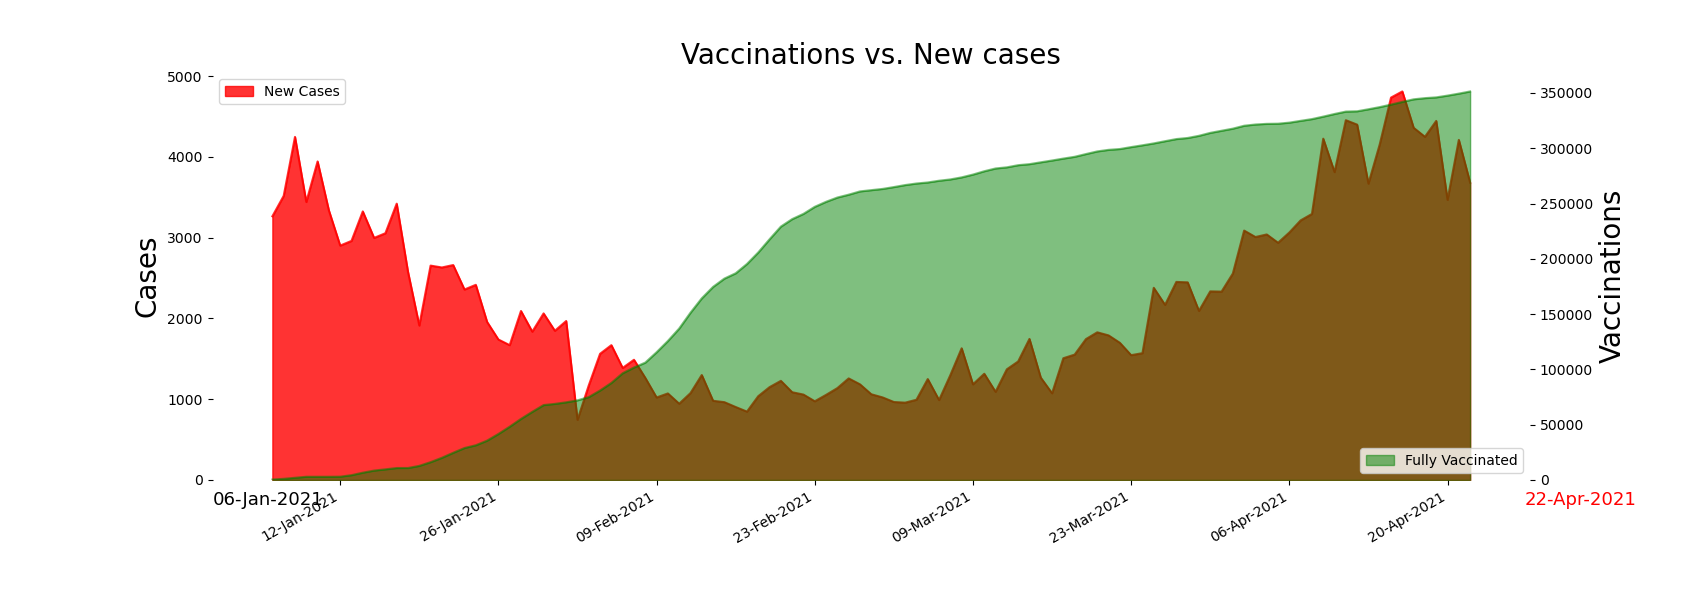 Vaccinations vs. New cases
New Cases
Cases
5000
4000
3000
2000
1000
0
Vaccinations
350000
300000
250000
200000
150000
100000
50000
0
Fully Vaccinated
06-Jan-2021
22-Apr-2021
12-Jan-2021
26-Jan-2021
09-Feb-2021
23-Feb-2021
09-Mar-2021
23-Mar-2021
06-Apr-2021
20-Apr-2021